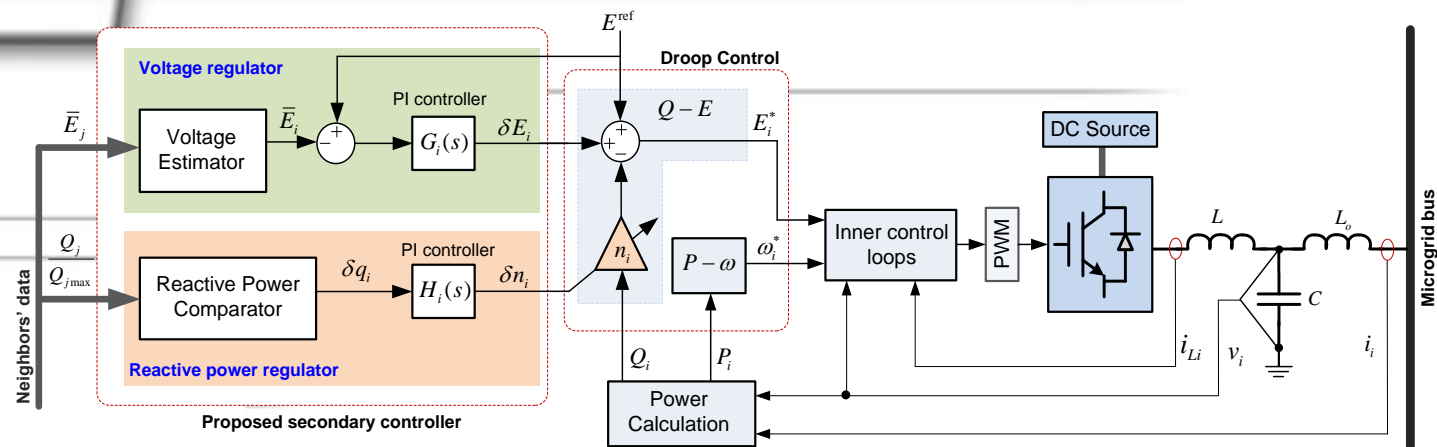 E^ref
Droop Control
Voltage regulator
PI controller
Q − E
E̅_j
Voltage
Estimator
E̅_i
+
−
G_i(s)
δE_i
+
+
−
E_i^*
DC Source
Neighbors' data
Q_j
Q_jmax
PI controller
Reactive Power
Comparator
δq_i
H_i(s)
δn_i
n_i
P − ω
ω_i^*
Inner control
loops
PWM
L
L_o
C
Microgrid bus
Reactive power regulator
Q_i
P_i
i_Li
v_i
i_i
Proposed secondary controller
Power
Calculation